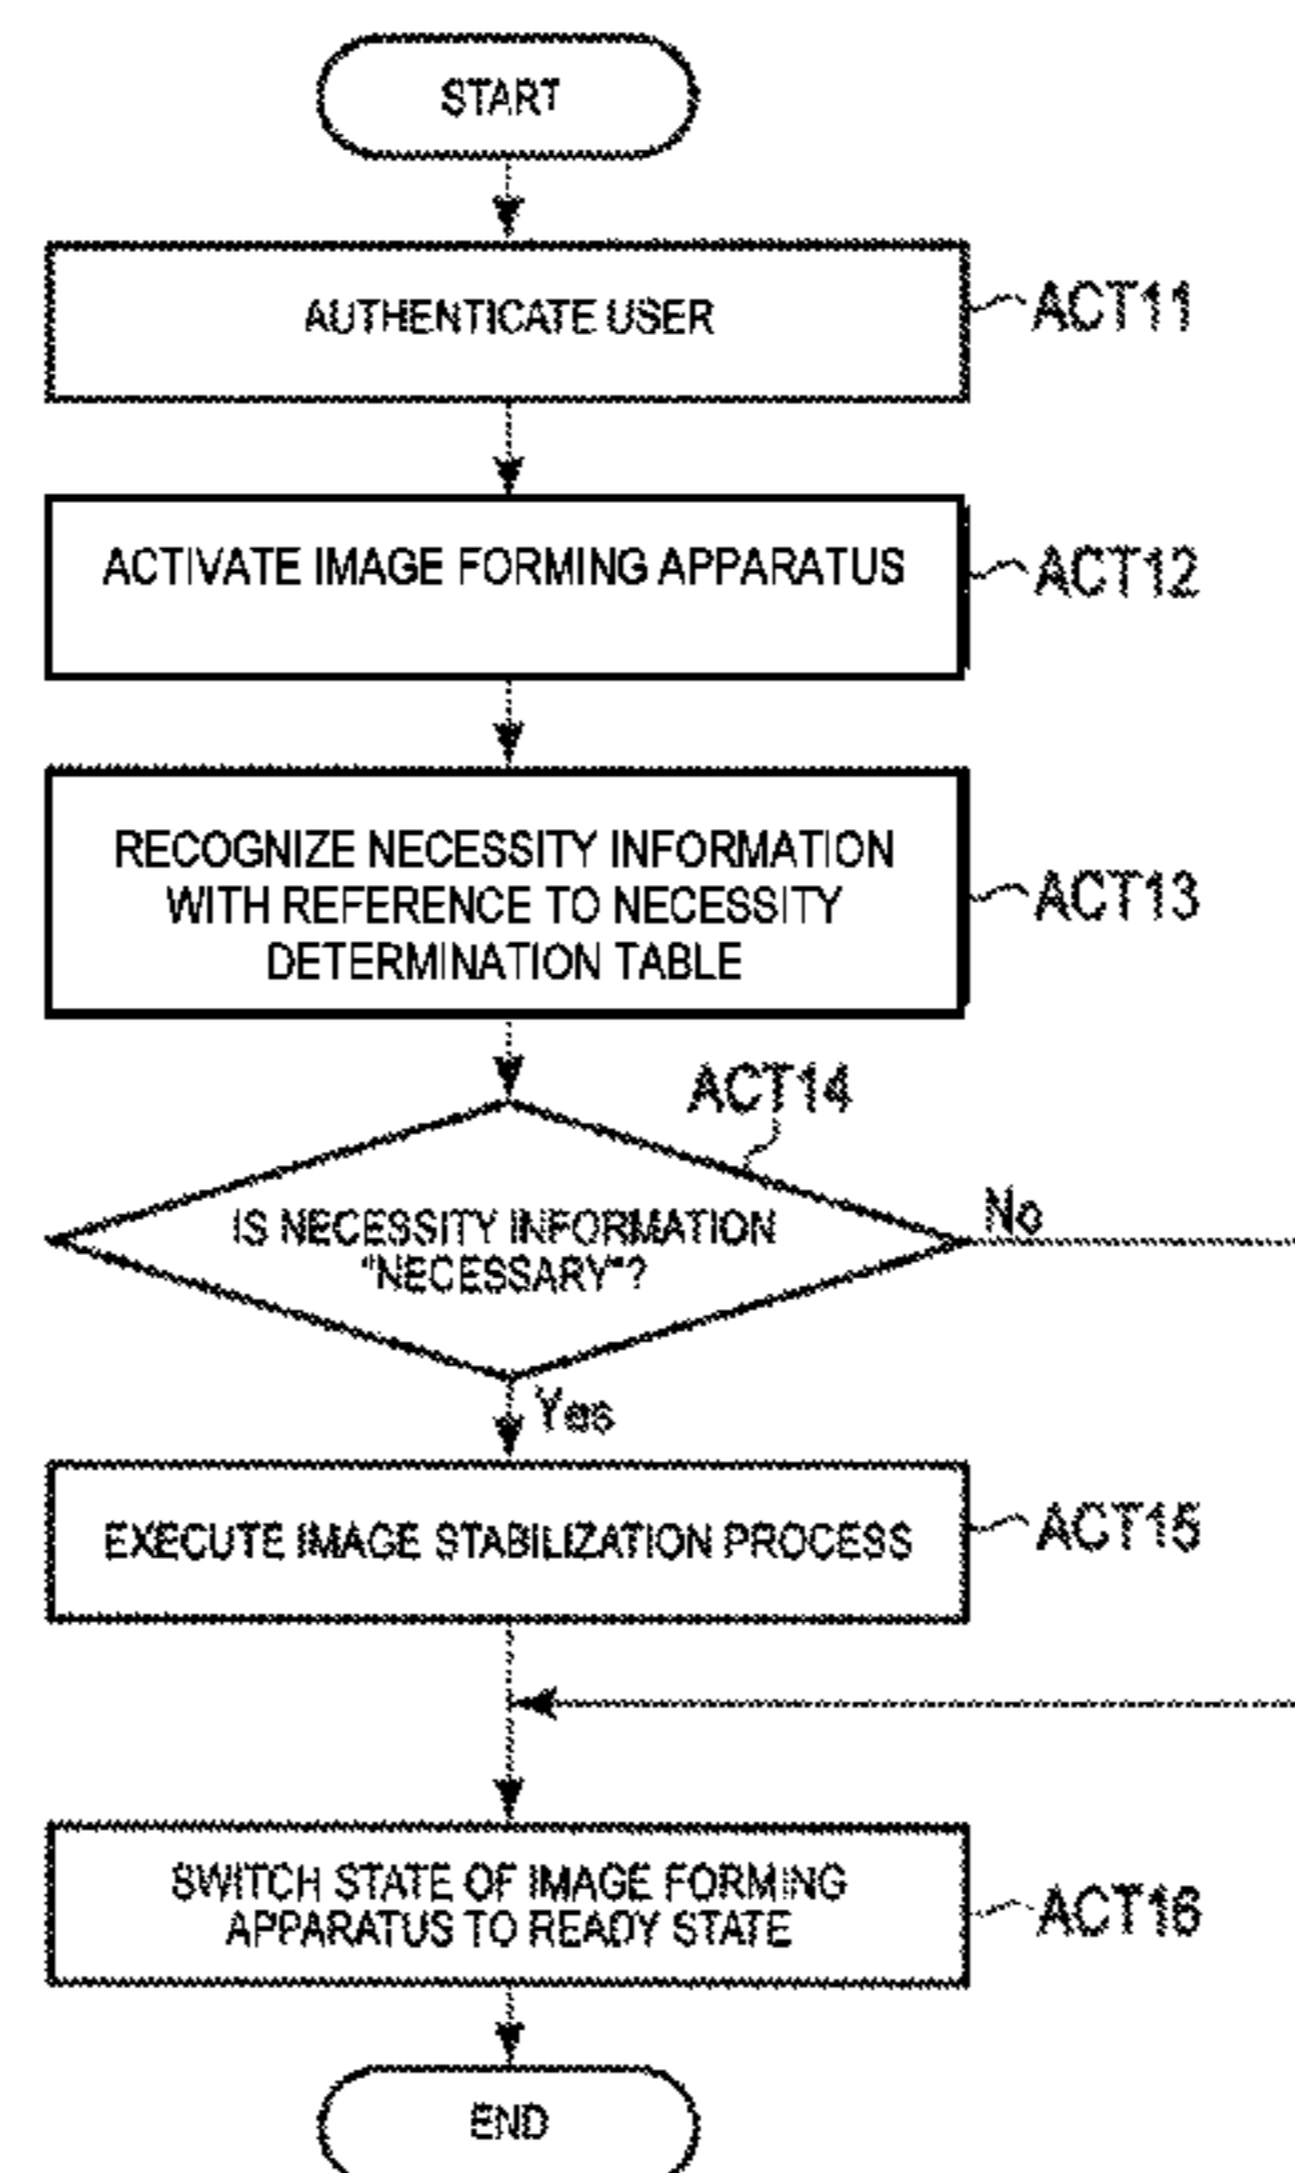 START
AUTHENTICATE USER
ACT11
ACTIVATE IMAGE FORMING APPARATUS
ACT12
RECOGNIZE NECESSITY INFORMATION
WITH REFERENCE TO NECESSITY
DETERMINATION TABLE
ACT13
ACT14
IS NECESSITY INFORMATION
"NECESSARY"?
No
Yes
EXECUTE IMAGE STABILIZATION PROCESS
ACT15
SWITCH STATE OF IMAGE FORMING
APPARATUS TO READY STATE
ACT16
END